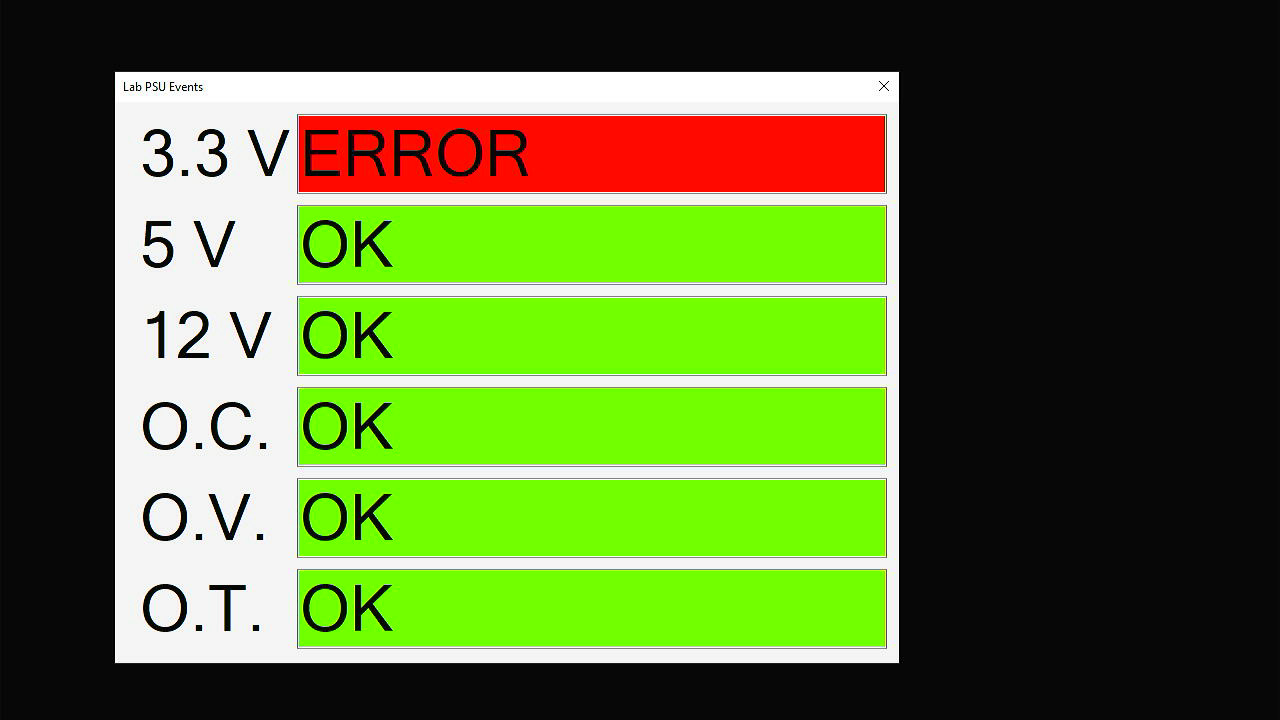 Lab PSU Events
3.3 V ERROR
5 V OK
12 V OK
O.C. OK
O.V. OK
O.T. OK